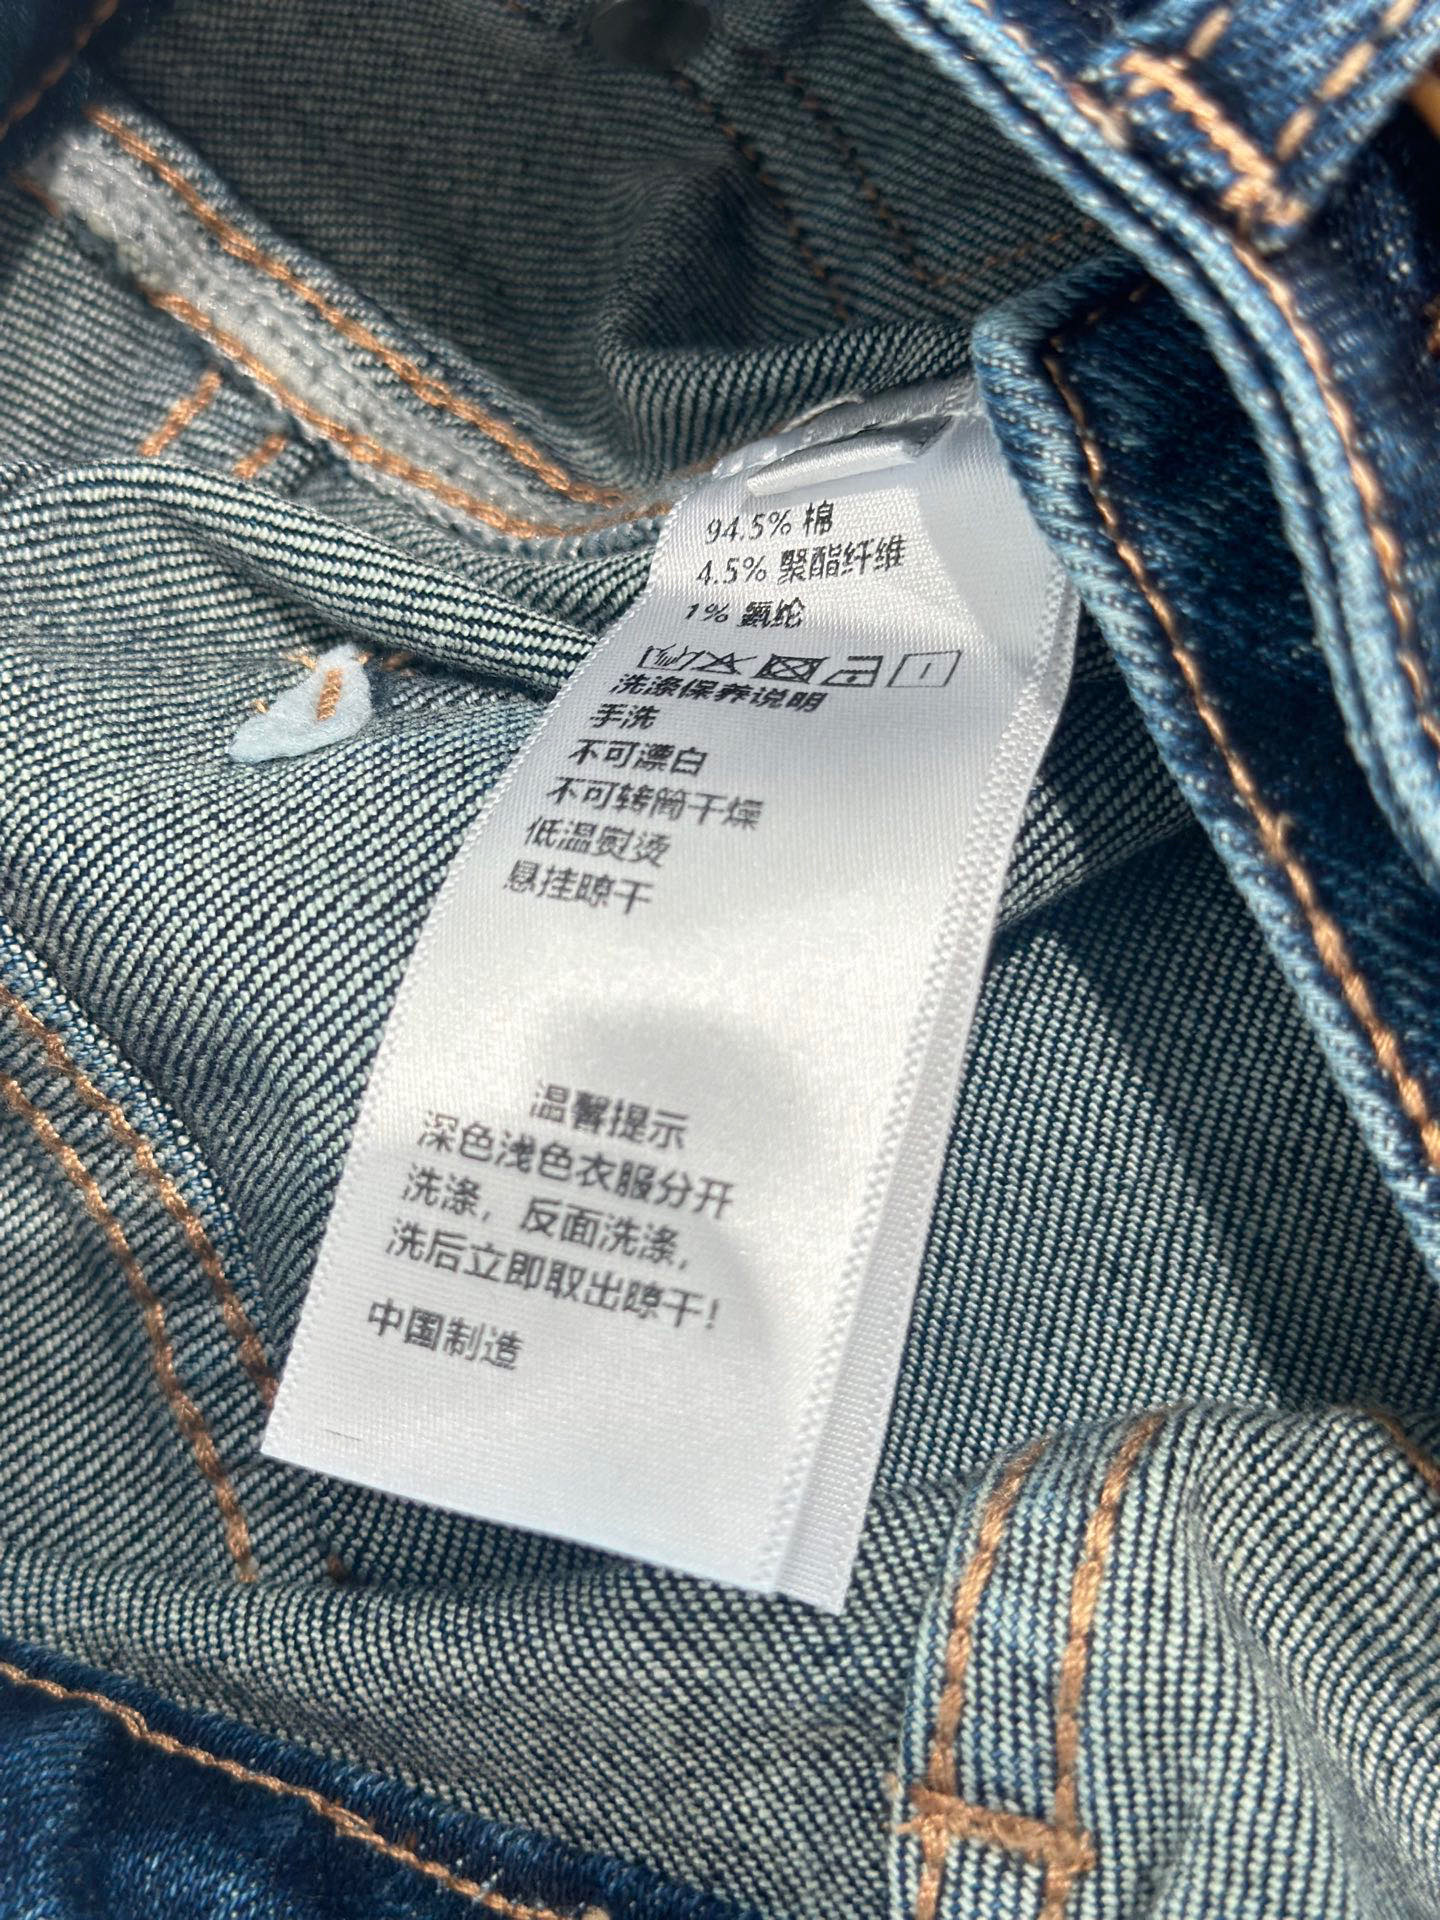 94.5% 棉
4.5% 聚酯纤维
1% 氨纶
洗涤保养说明
手洗
不可漂白
不可转筒干燥
低温熨烫
悬挂晾干
温馨提示
深色浅色衣服分开
洗涤，反面洗涤，
洗后立即取出晾干！
中国制造